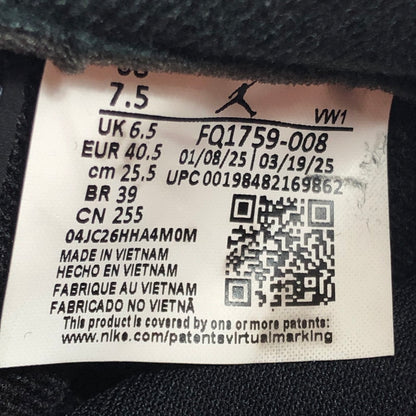 7.5
VW1
UK 6.5
FQ1759-008
EUR 40.5
01/08/25 03/19/25
cm 25.5
UPC 00198482169862
BR 39
CN 255
04JC26HHA4M0M
MADE IN VIETNAM
HECHO EN VIETNAM
FABRIQUE AU VIETNAM
FABRICADO NO VIETNÃ
This product is covered by one or more patents:
www.nike.com/patentsvirtualmarking